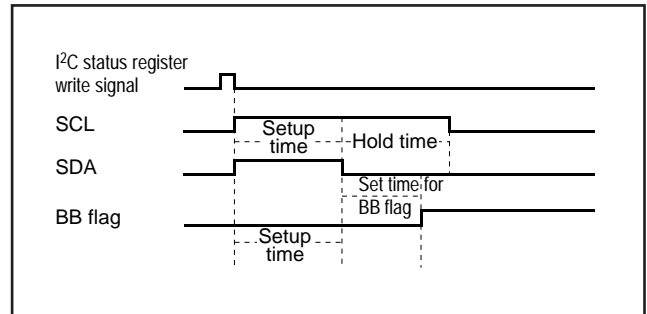 I²C status register
write signal
SCL
Setup
time
Hold time
SDA
Set time for
BB flag
BB flag
Setup
time